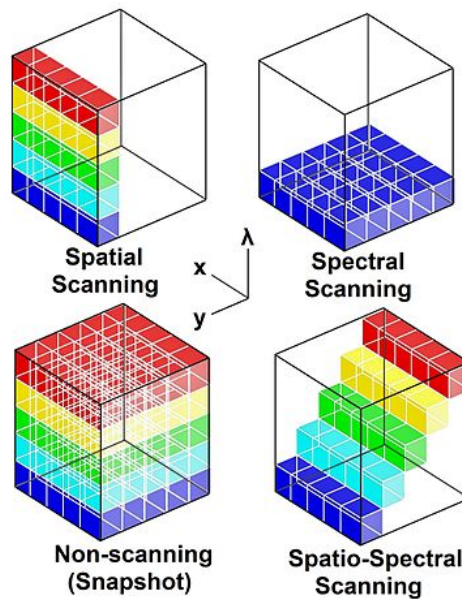 Spatial
Scanning
Spectral
Scanning
λ
x
y
Non-scanning
(Snapshot)
Spatio-Spectral
Scanning